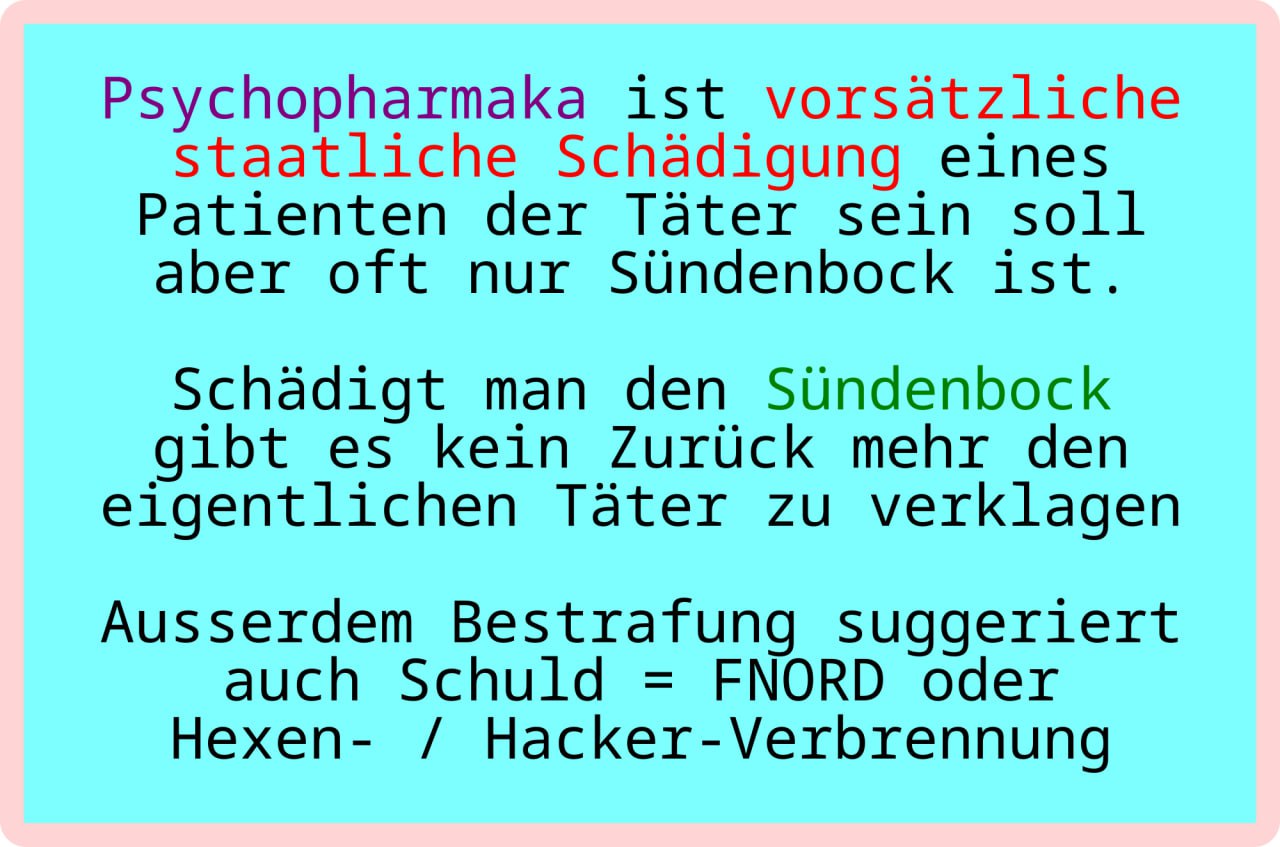 Psychopharmaka ist vorsätzliche
staatliche Schädigung eines
Patienten der Täter sein soll
aber oft nur Sündenbock ist.
Schädigt man den Sündenbock
gibt es kein Zurück mehr den
eigentlichen Täter zu verklagen
Ausserdem Bestrafung suggeriert
auch Schuld = FNORD oder
Hexen- / Hacker-Verbrennung